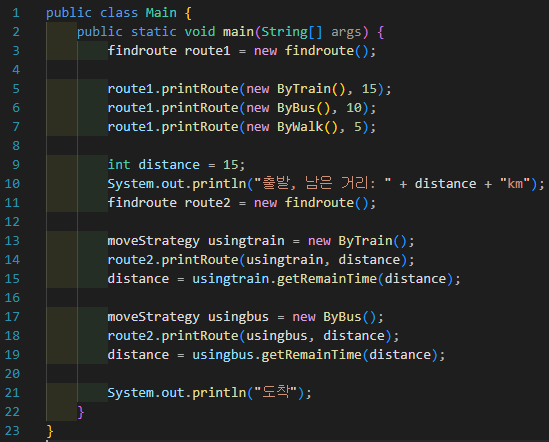 1 public class Main {
2 public static void main(String[] args) {
3 findroute route1 = new findroute();
4
5 route1.printRoute(new ByTrain(), 15);
6 route1.printRoute(new ByBus(), 10);
7 route1.printRoute(new ByWalk(), 5);
8
9 int distance = 15;
10 System.out.println("출발, 남은 거리: " + distance + "km");
11 findroute route2 = new findroute();
12
13 moveStrategy usingtrain = new ByTrain();
14 route2.printRoute(usingtrain, distance);
15 distance = usingtrain.getRemainTime(distance);
16
17 moveStrategy usingbus = new ByBus();
18 route2.printRoute(usingbus, distance);
19 distance = usingbus.getRemainTime(distance);
20
21 System.out.println("도착");
22 }
23 }